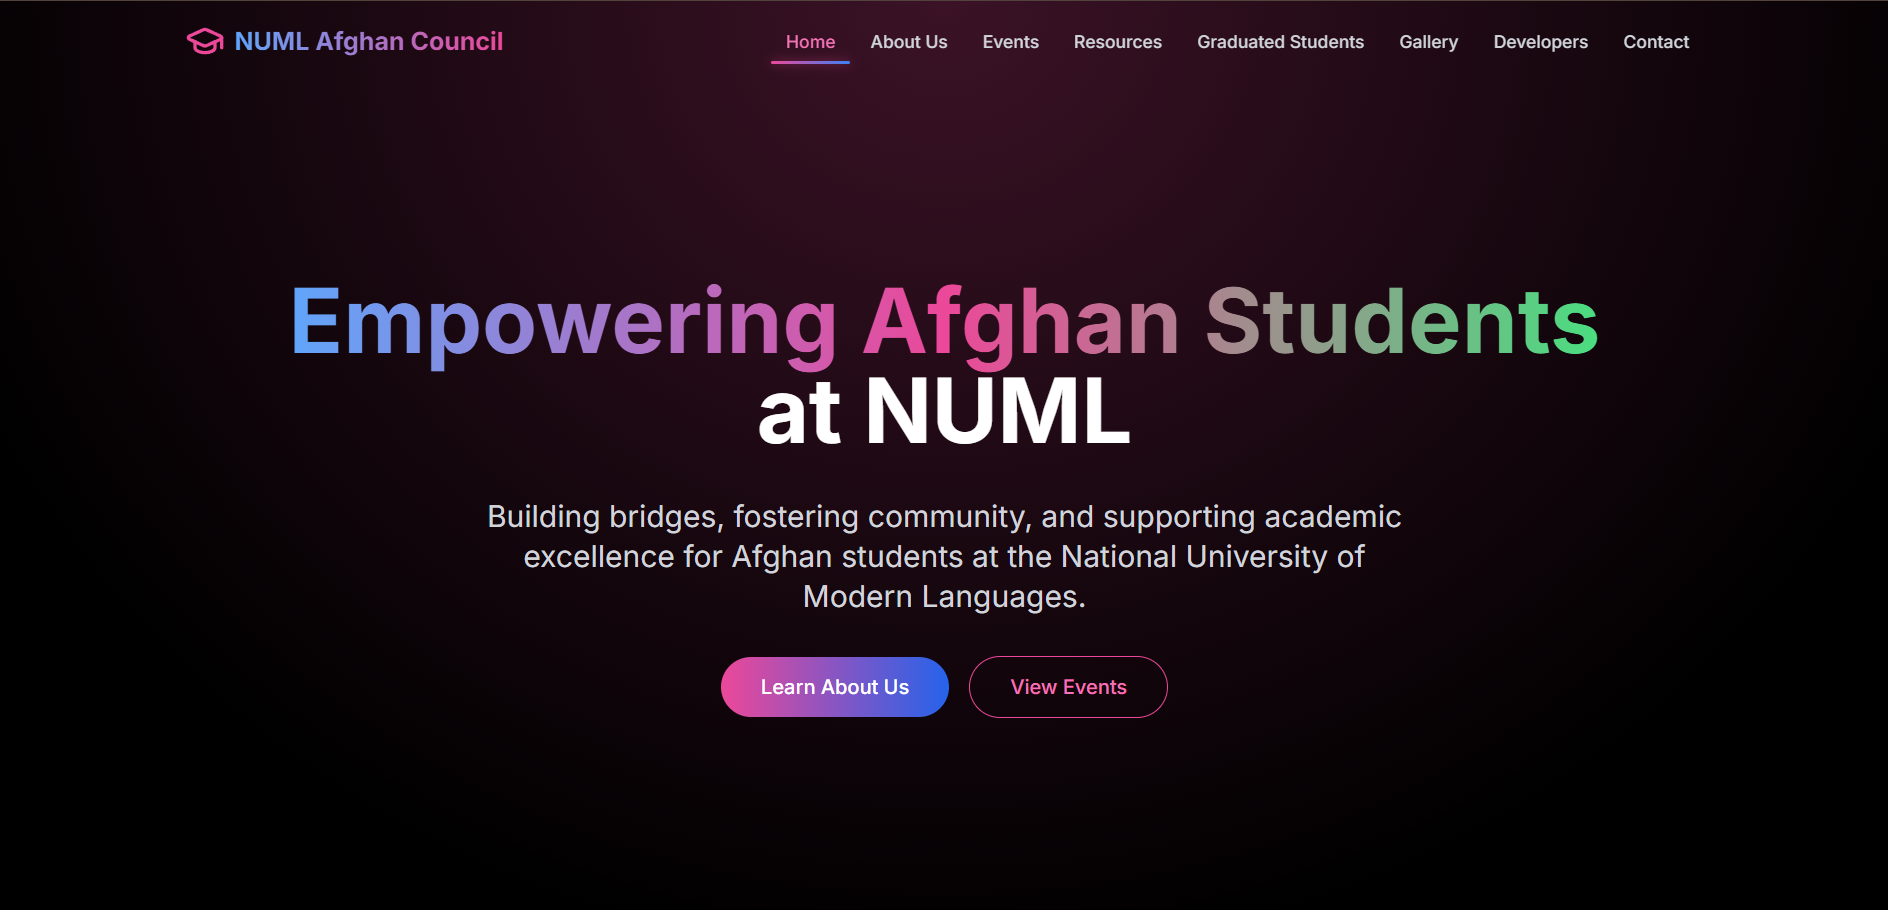 NUML Afghan Council
Home About Us Events Resources Graduated Students Gallery Developers Contact
Empowering Afghan Students
at NUML
Building bridges, fostering community, and supporting academic
excellence for Afghan students at the National University of
Modern Languages.
Learn About Us
View Events